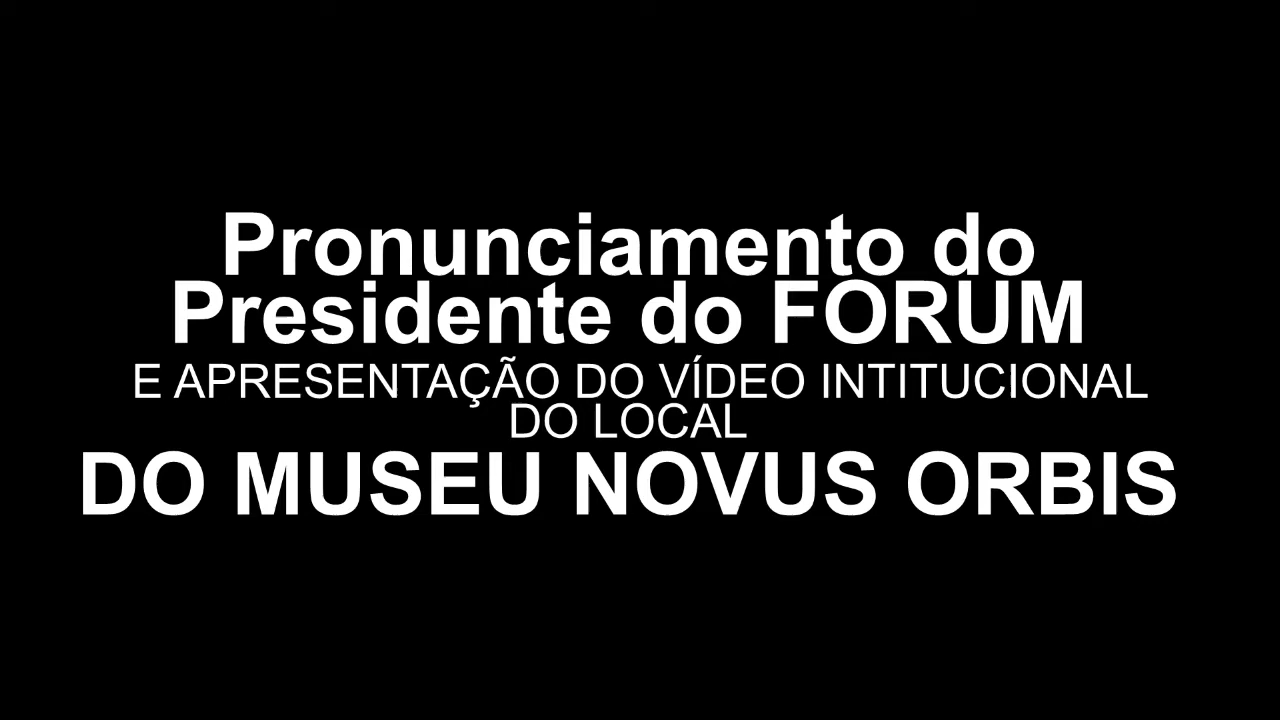 Pronunciamento do
Presidente do FORUM
E APRESENTAÇÃO DO VÍDEO INTITUCIONAL
DO LOCAL
DO MUSEU NOVUS ORBIS